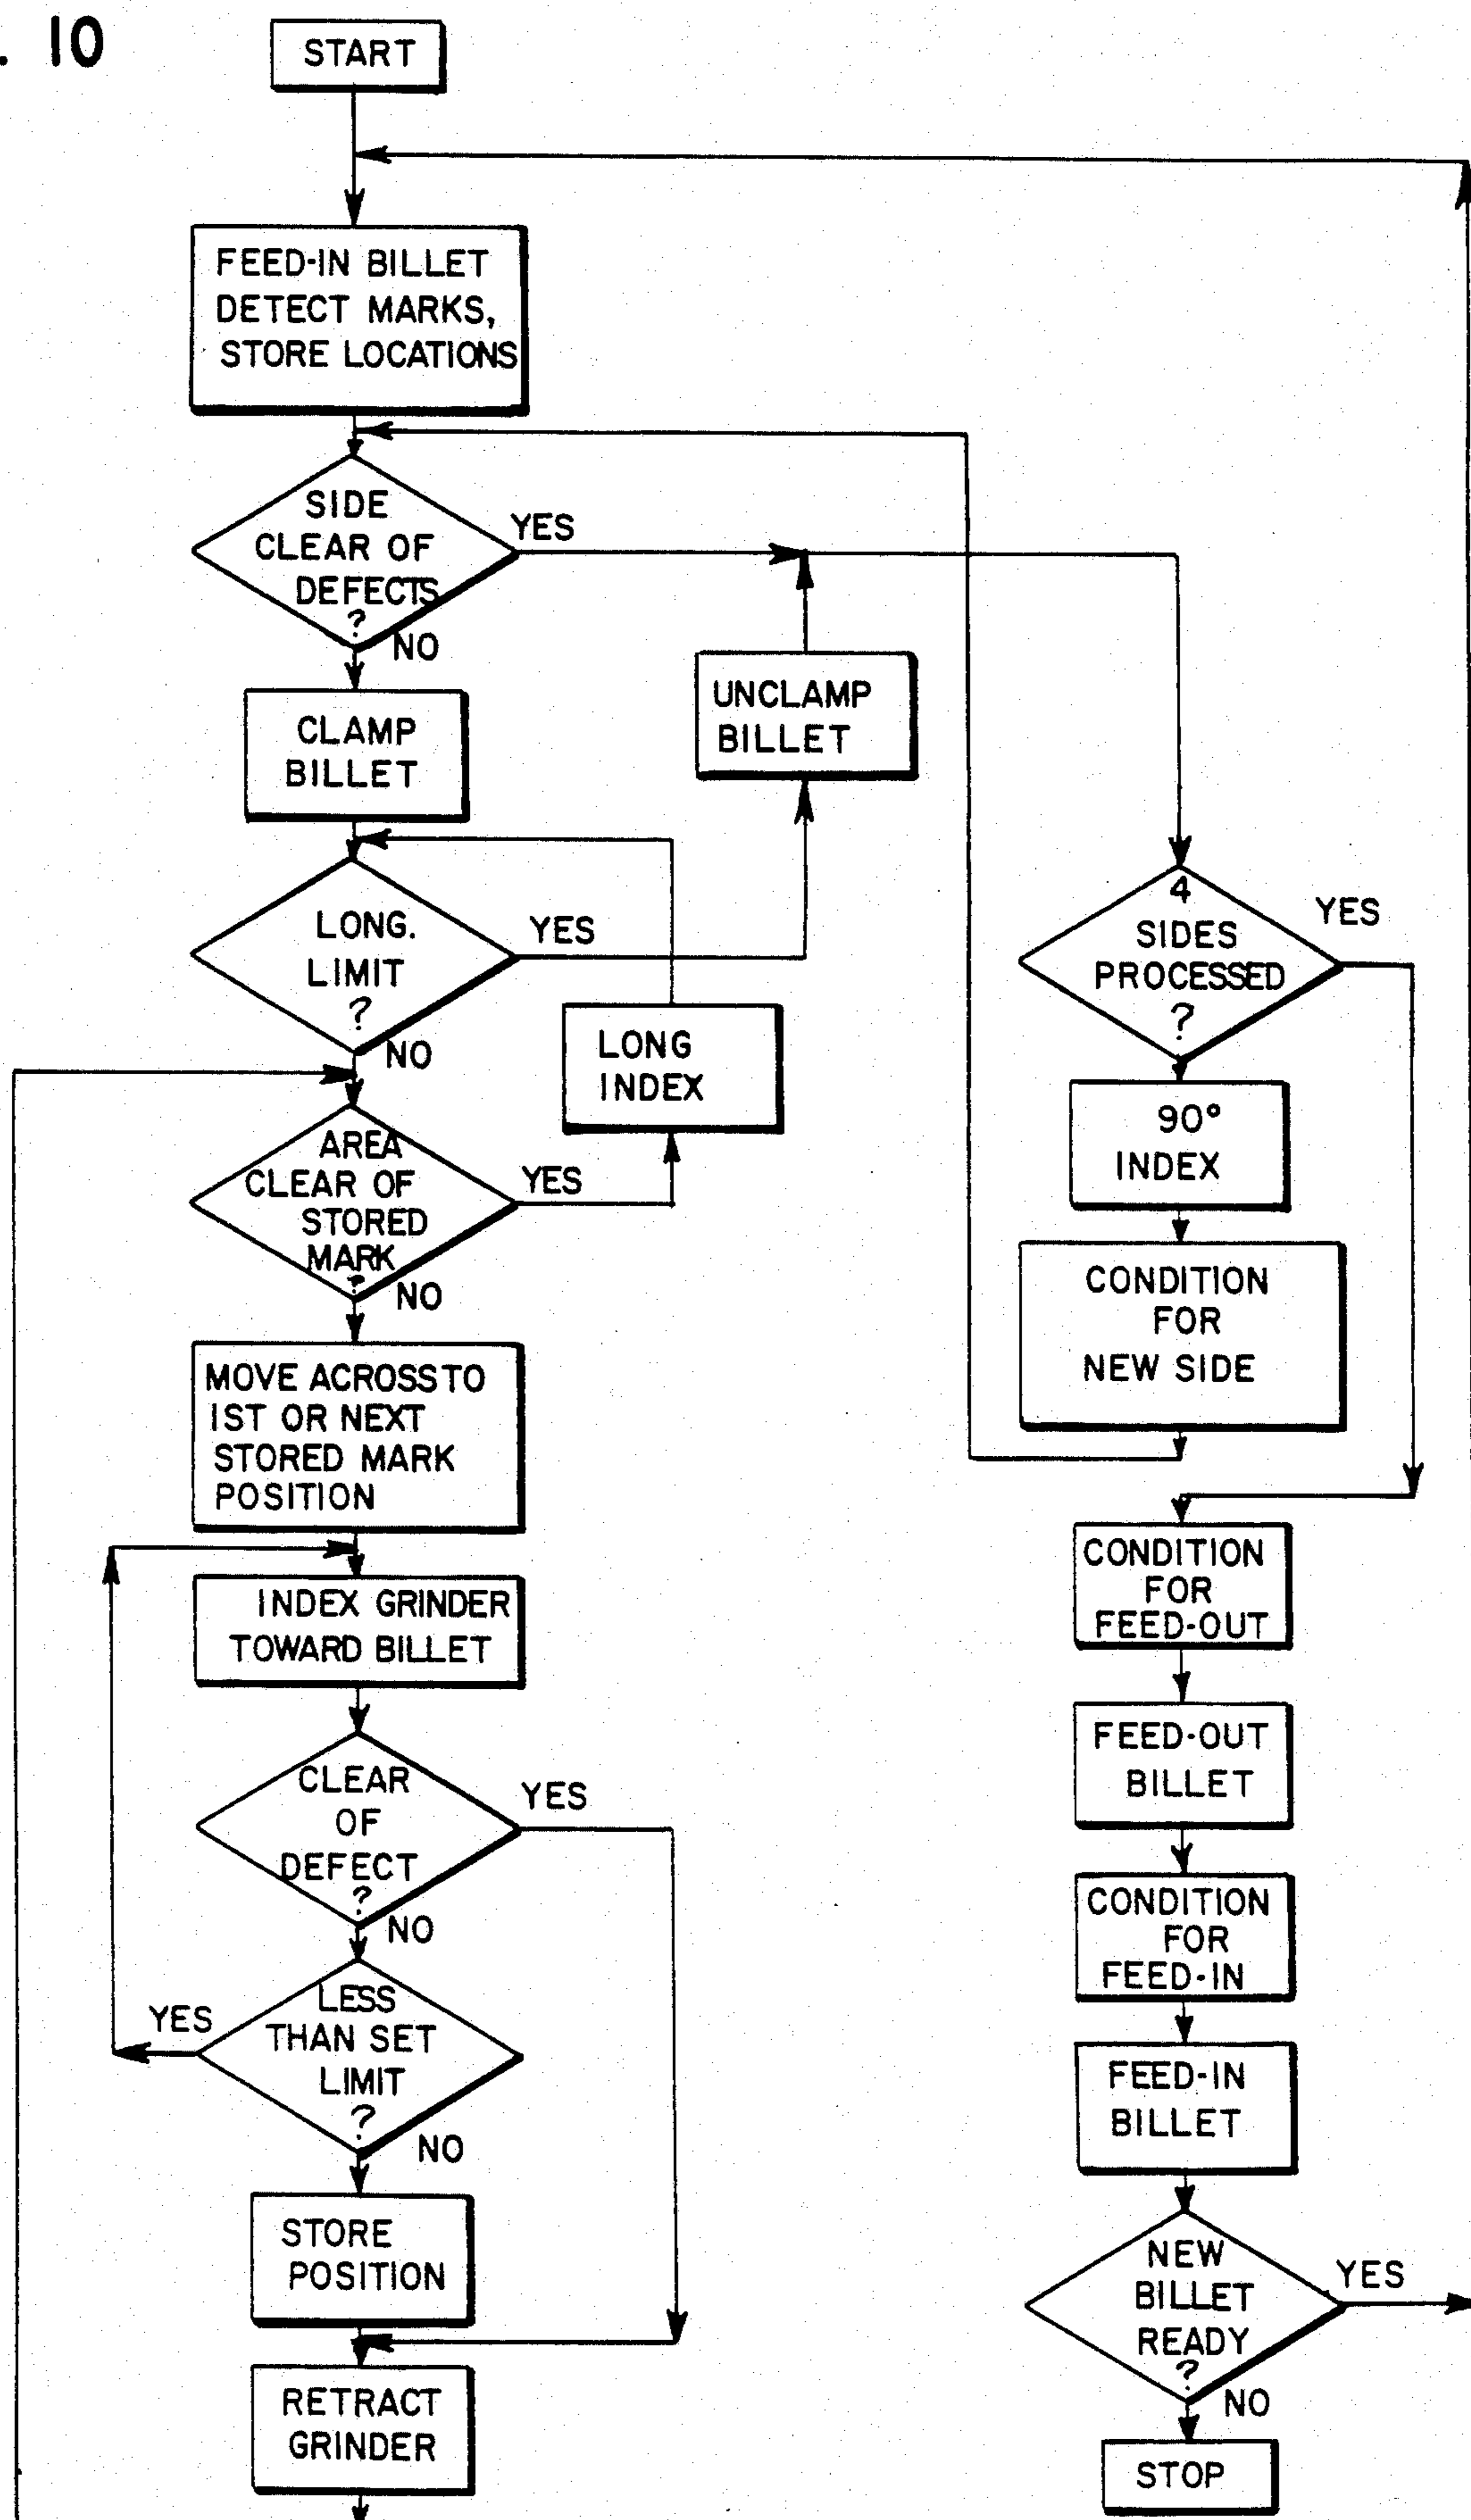 . 10
START
FEED-IN BILLET
DETECT MARKS,
STORE LOCATIONS
SIDE
CLEAR OF
DEFECTS
?
YES
NO
CLAMP
BILLET
UNCLAMP
BILLET
LONG.
LIMIT
?
YES
NO
LONG
INDEX
AREA
CLEAR OF
STORED
MARK
?
YES
NO
MOVE ACROSS TO
1ST OR NEXT
STORED MARK
POSITION
INDEX GRINDER
TOWARD BILLET
CLEAR
OF
DEFECT
?
YES
NO
LESS
THAN SET
LIMIT
?
YES
NO
STORE
POSITION
RETRACT
GRINDER
4
SIDES
PROCESSED
?
YES
90°
INDEX
CONDITION
FOR
NEW SIDE
CONDITION
FOR
FEED-OUT
FEED-OUT
BILLET
CONDITION
FOR
FEED-IN
FEED-IN
BILLET
NEW
BILLET
READY
?
YES
NO
STOP